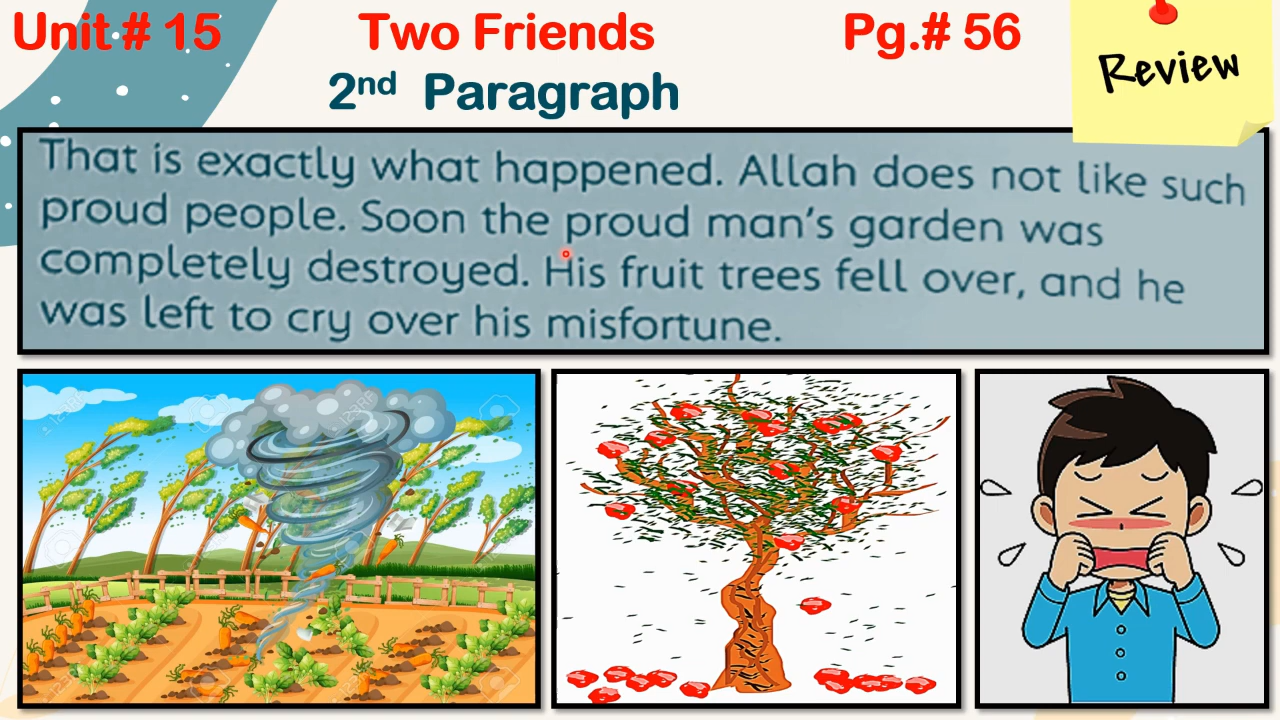 Unit # 15 Two Friends Pg.# 56
2nd Paragraph
Review
That is exactly what happened. Allah does not like such
proud people. Soon the proud man's garden was
completely destroyed. His fruit trees fell over, and he
was left to cry over his misfortune.